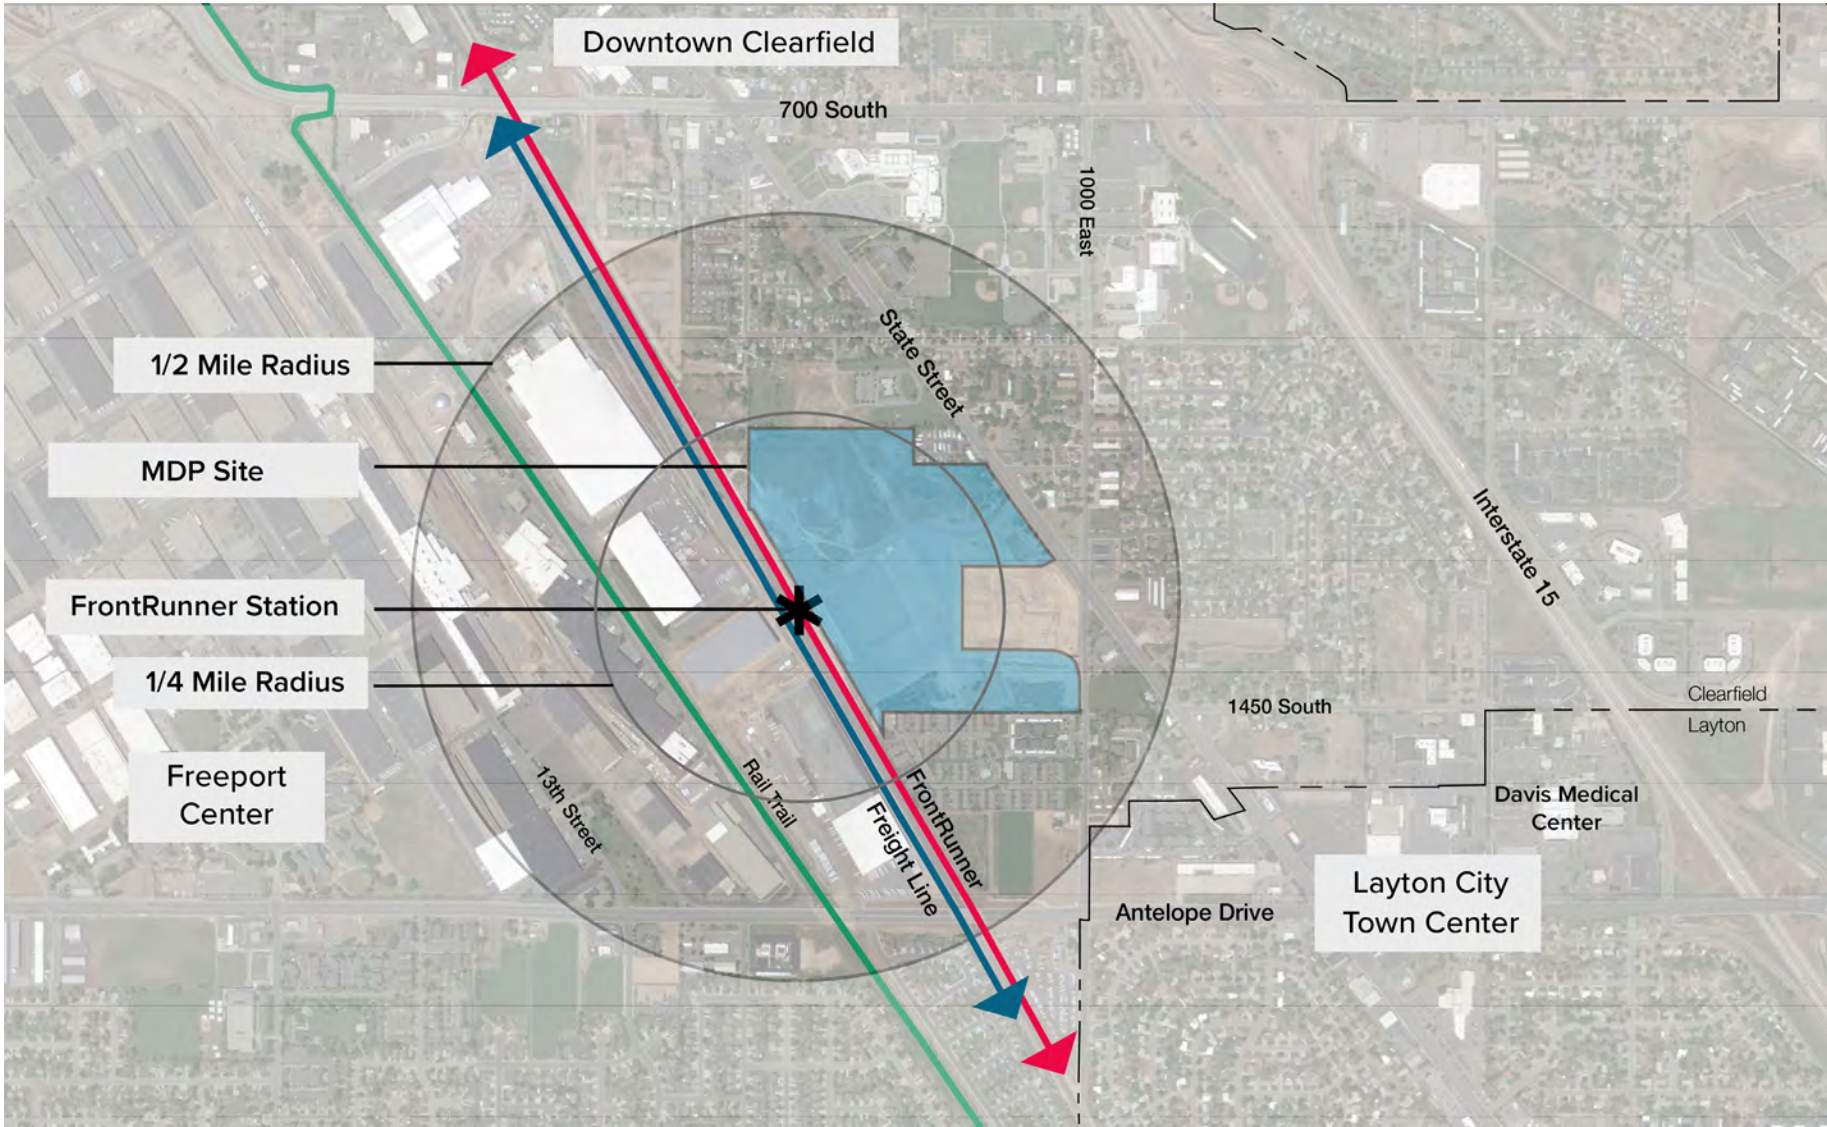 Downtown Clearfield
700 South
1000 East
State Street
1/2 Mile Radius
MDP Site
Interstate 15
FrontRunner Station
1/4 Mile Radius
1450 South
Clearfield
Layton
Freeport
Center
13th Street
Rail Trail
Freight Line
FrontRunner
Davis Medical
Center
Layton City
Town Center
Antelope Drive